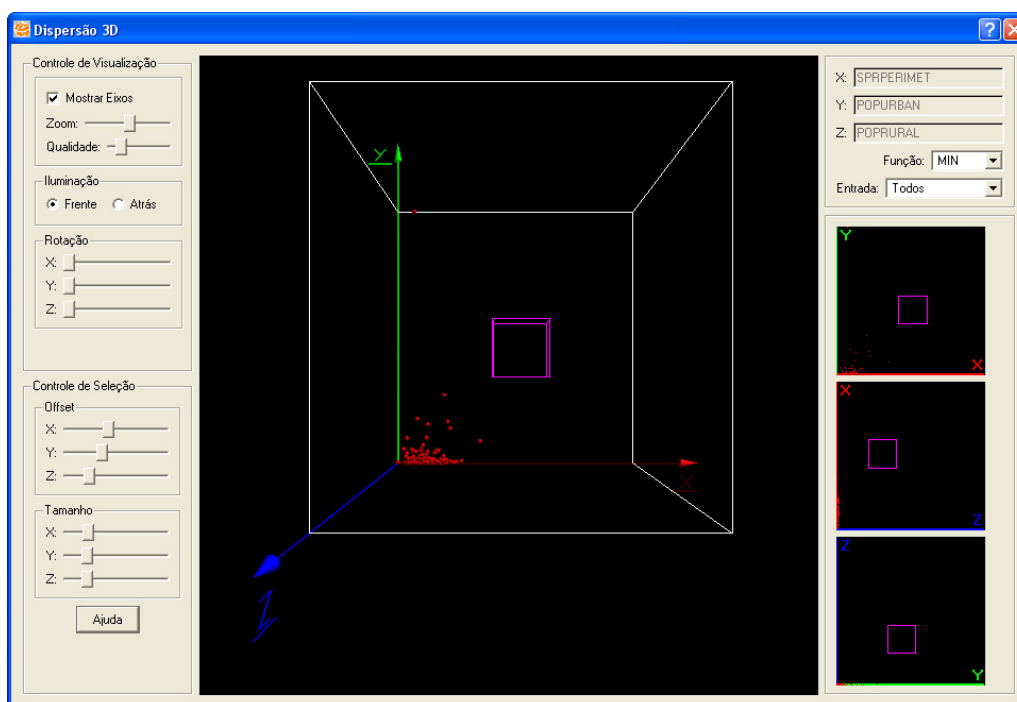 Dispersão 3D
Controle de Visualização
Mostrar Eixos
Zoom:
Qualidade:
Iluminação
Frente Atrás
Rotação
X:
Y:
Z:
Controle de Seleção
Offset
X:
Y:
Z:
Tamanho
X:
Y:
Z:
Ajuda
Y
X
Z
X: SPRPERIMET
Y: POPURBAN
Z: POPRURAL
Função: MIN
Entrada: Todos
Y
X
X
Z
Z
Y